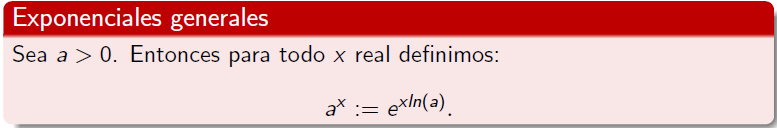 Exponenciales generales
Sea a > 0. Entonces para todo x real definimos:
a^x := e^{xln(a)}.